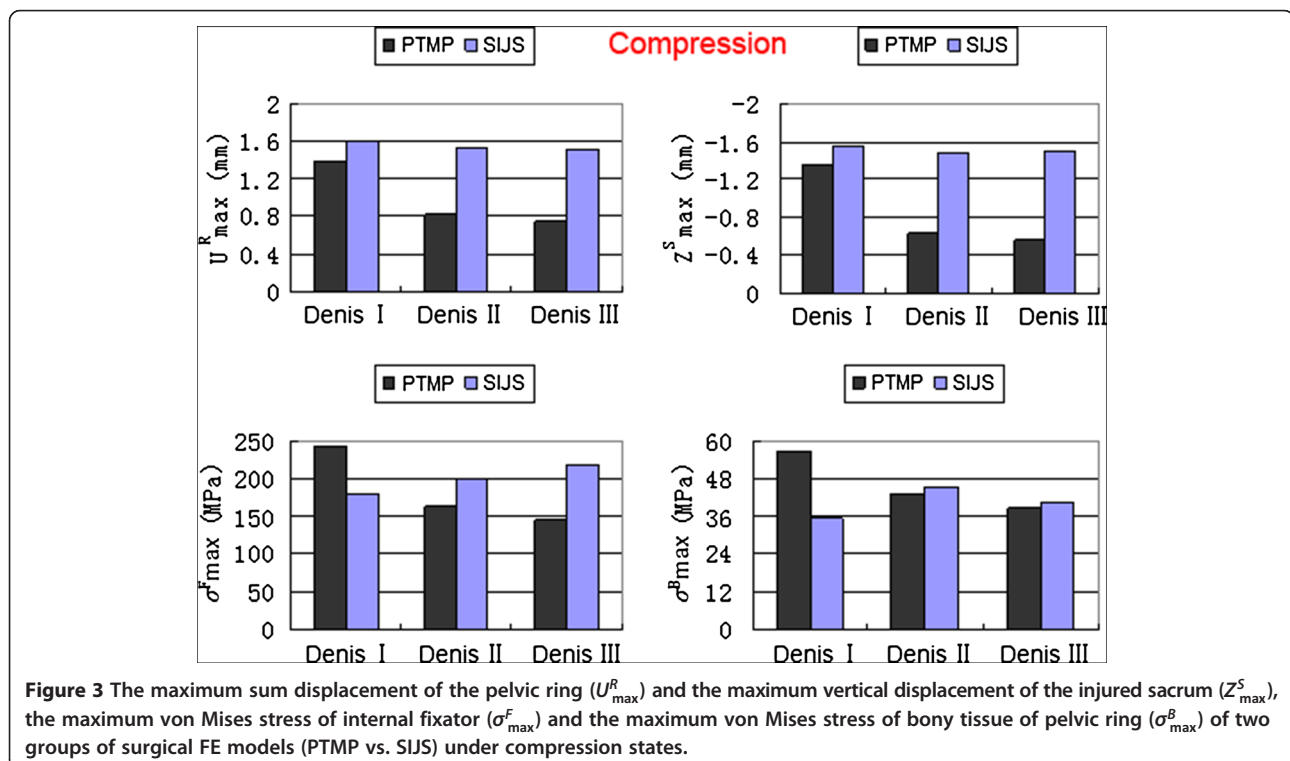 PTMP SIJS Compression PTMP SIJS
2
1.6
1.2
0.8
0.4
0
U^R max (mm)
Denis I Denis II Denis III
-2
-1.6
-1.2
-0.8
-0.4
0
Z^S max (mm)
Denis I Denis II Denis III
PTMP SIJS
250
200
150
100
50
0
σ^F max (MPa)
Denis I Denis II Denis III
PTMP SIJS
60
48
36
24
12
0
σ^B max (MPa)
Denis I Denis II Denis III
Figure 3 The maximum sum displacement of the pelvic ring (U^R_max) and the maximum vertical displacement of the injured sacrum (Z^S_max),
the maximum von Mises stress of internal fixator (σ^F_max) and the maximum von Mises stress of bony tissue of pelvic ring (σ^B_max) of two
groups of surgical FE models (PTMP vs. SIJS) under compression states.